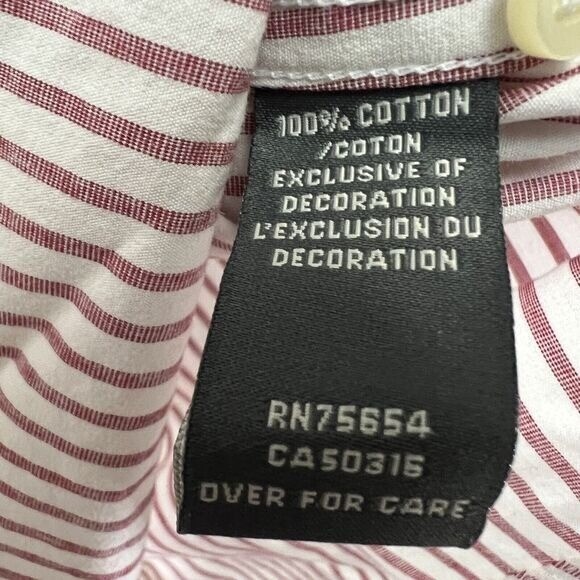 100% COTTON
/COTON
EXCLUSIVE OF
DECORATION
L'EXCLUSION DU
DECORATION
RN75654
CA50316
OVER FOR CARE